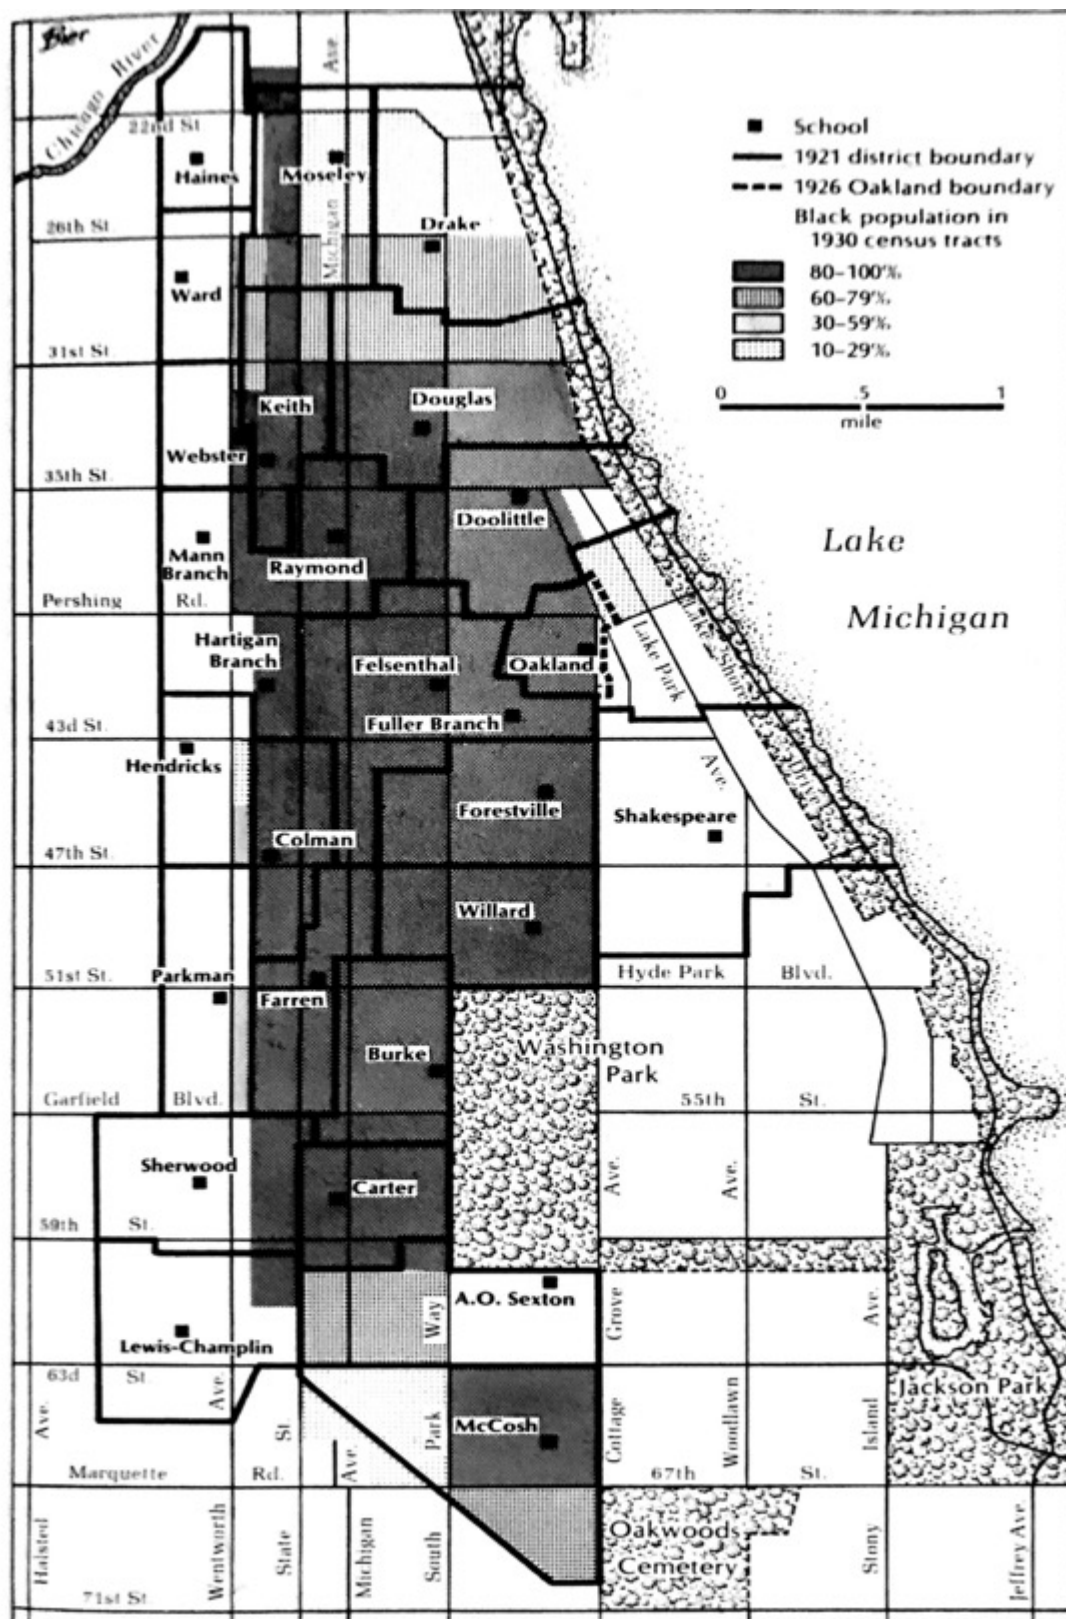 Chicago River
Ave.
22nd St
Haines
Moseley
School
1921 district boundary
1926 Oakland boundary
Black population in
1930 census tracts
80–100%
60–79%
30–59%
10–29%
0 .5 1
mile
26th St.
Michigan
Drake
Ward
31st St.
Keith
Douglas
Webster
35th St.
Doolittle
Mann
Branch
Raymond
Lake
Michigan
Pershing Rd.
Hartigan
Branch
Felsenthal
Oakland
Lake Park
Lake Shore
Fuller Branch
43d St.
Ave.
Drive
Hendricks
Forestville
Shakespeare
Colman
47th St.
Willard
51st St.
Parkman
Hyde Park Blvd.
Farren
Washington
Park
Burke
Garfield Blvd.
55th St.
Sherwood
Carter
Ave.
Ave.
59th St.
A.O. Sexton
Way
Grove
Ave.
Lewis-Champlin
63d St
Jackson Park
Ave.
Ave.
St
Ave.
Park
McCosh
Cottage
Woodlawn
Island
Marquette Rd.
67th St.
Oakwoods
Cemetery
Halsted
Wentworth
State
Michigan
South
Stony
Jeffrey Ave.
71st St.